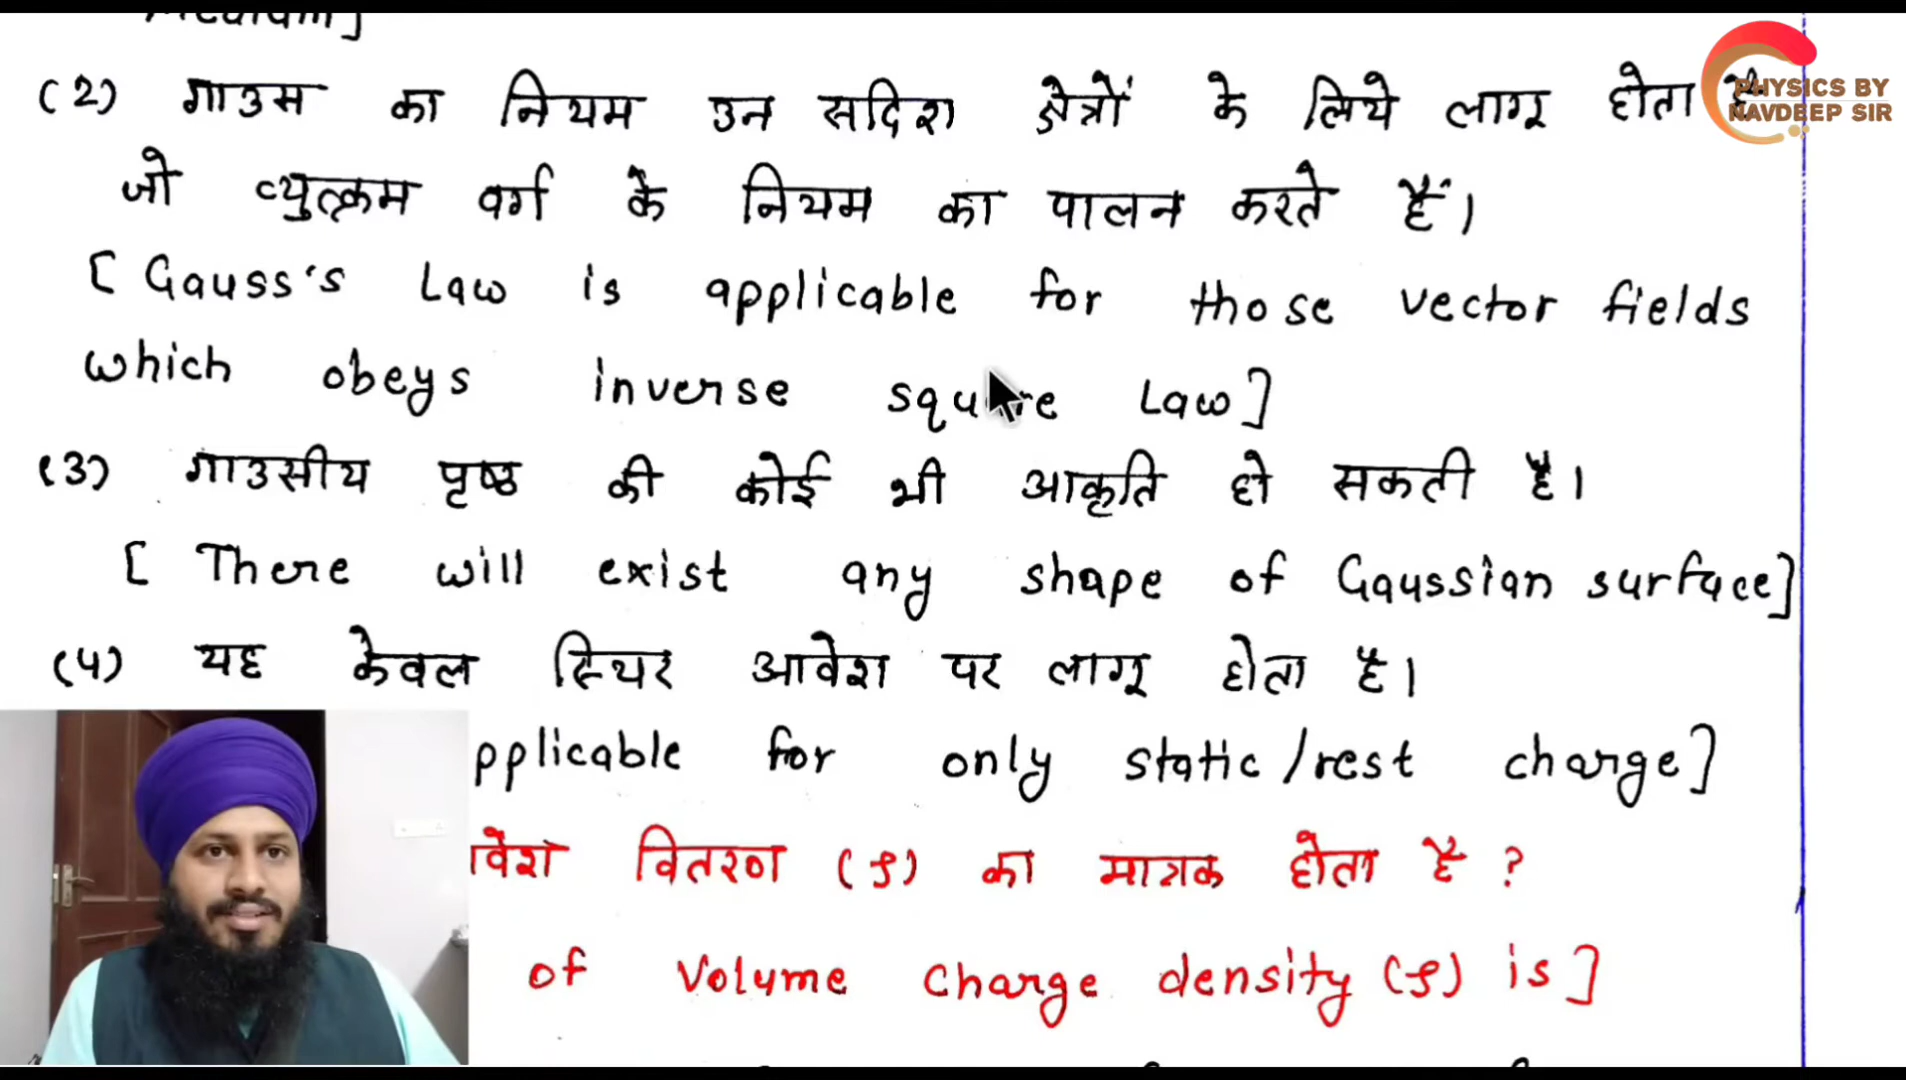 Medium]
(2) गाउस का नियम उन सदिश क्षेत्रों के लिये लागू होता है
PHYSICS BY
NAVDEEP SIR
जो व्युत्क्रम वर्ग के नियम का पालन करते हैं।
[ Gauss's Law is applicable for those vector fields
which obeys inverse square Law]
(3) गाउसीय पृष्ठ की कोई भी आकृति हो सकती है।
[ There will exist any shape of Gaussian surface]
(4) यह केवल स्थिर आवेश पर लागू होता है।
pplicable for only static/rest charge]
वेश वितरण (ρ) का मात्रक होता है ?
of Volume Charge density (ρ) is]